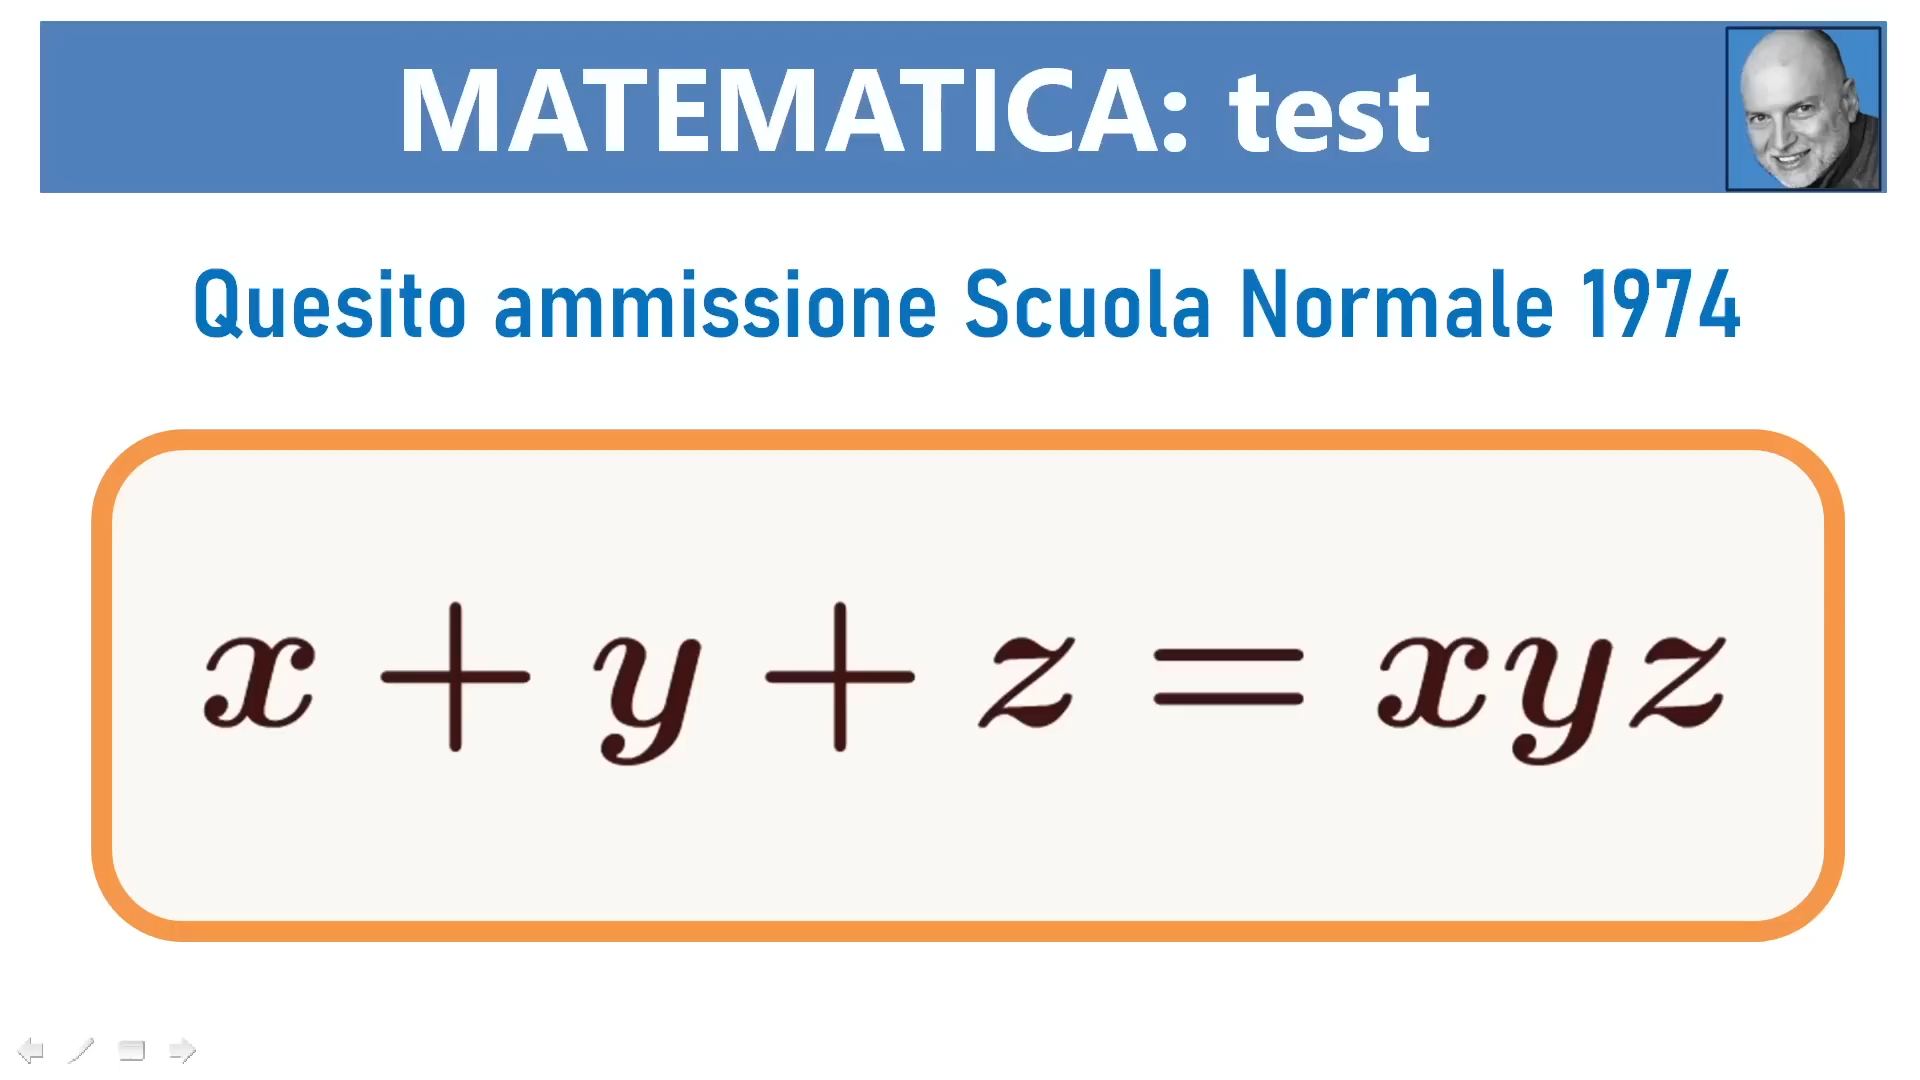 MATEMATICA: test
Quesito ammissione Scuola Normale 1974
x + y + z = xyz